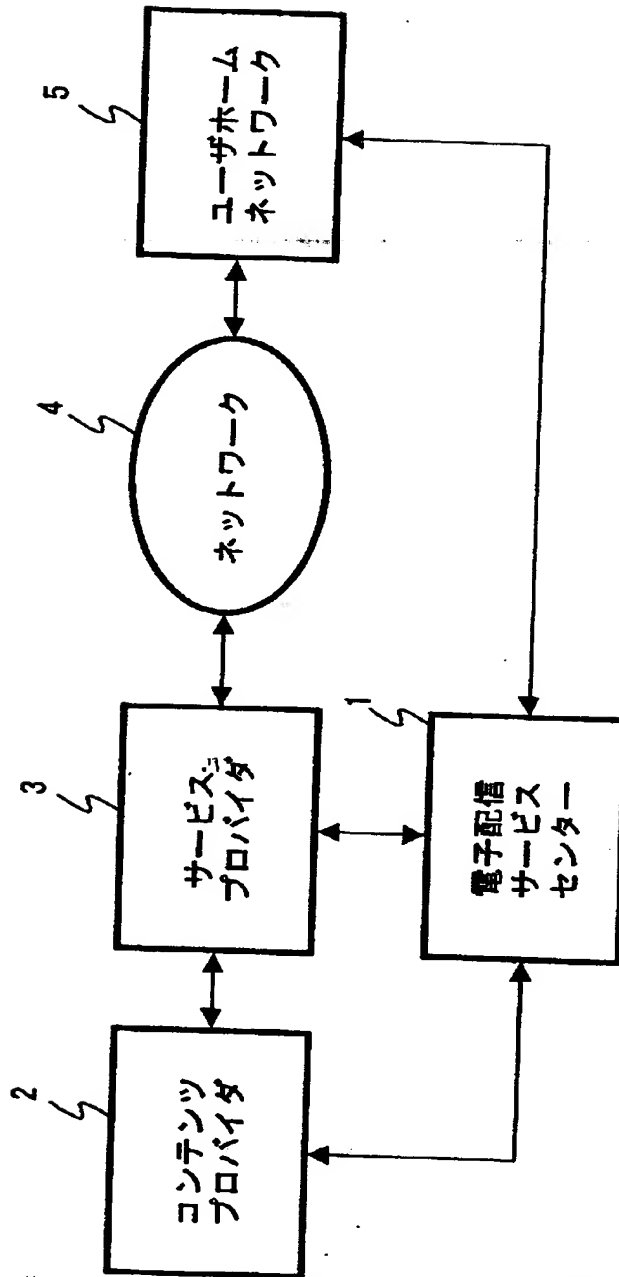 2
コンテンツ
プロバイダ
3
サービス
プロバイダ
4
ネットワーク
5
ユーザホーム
ネットワーク
1
電子配信
サービス
センター